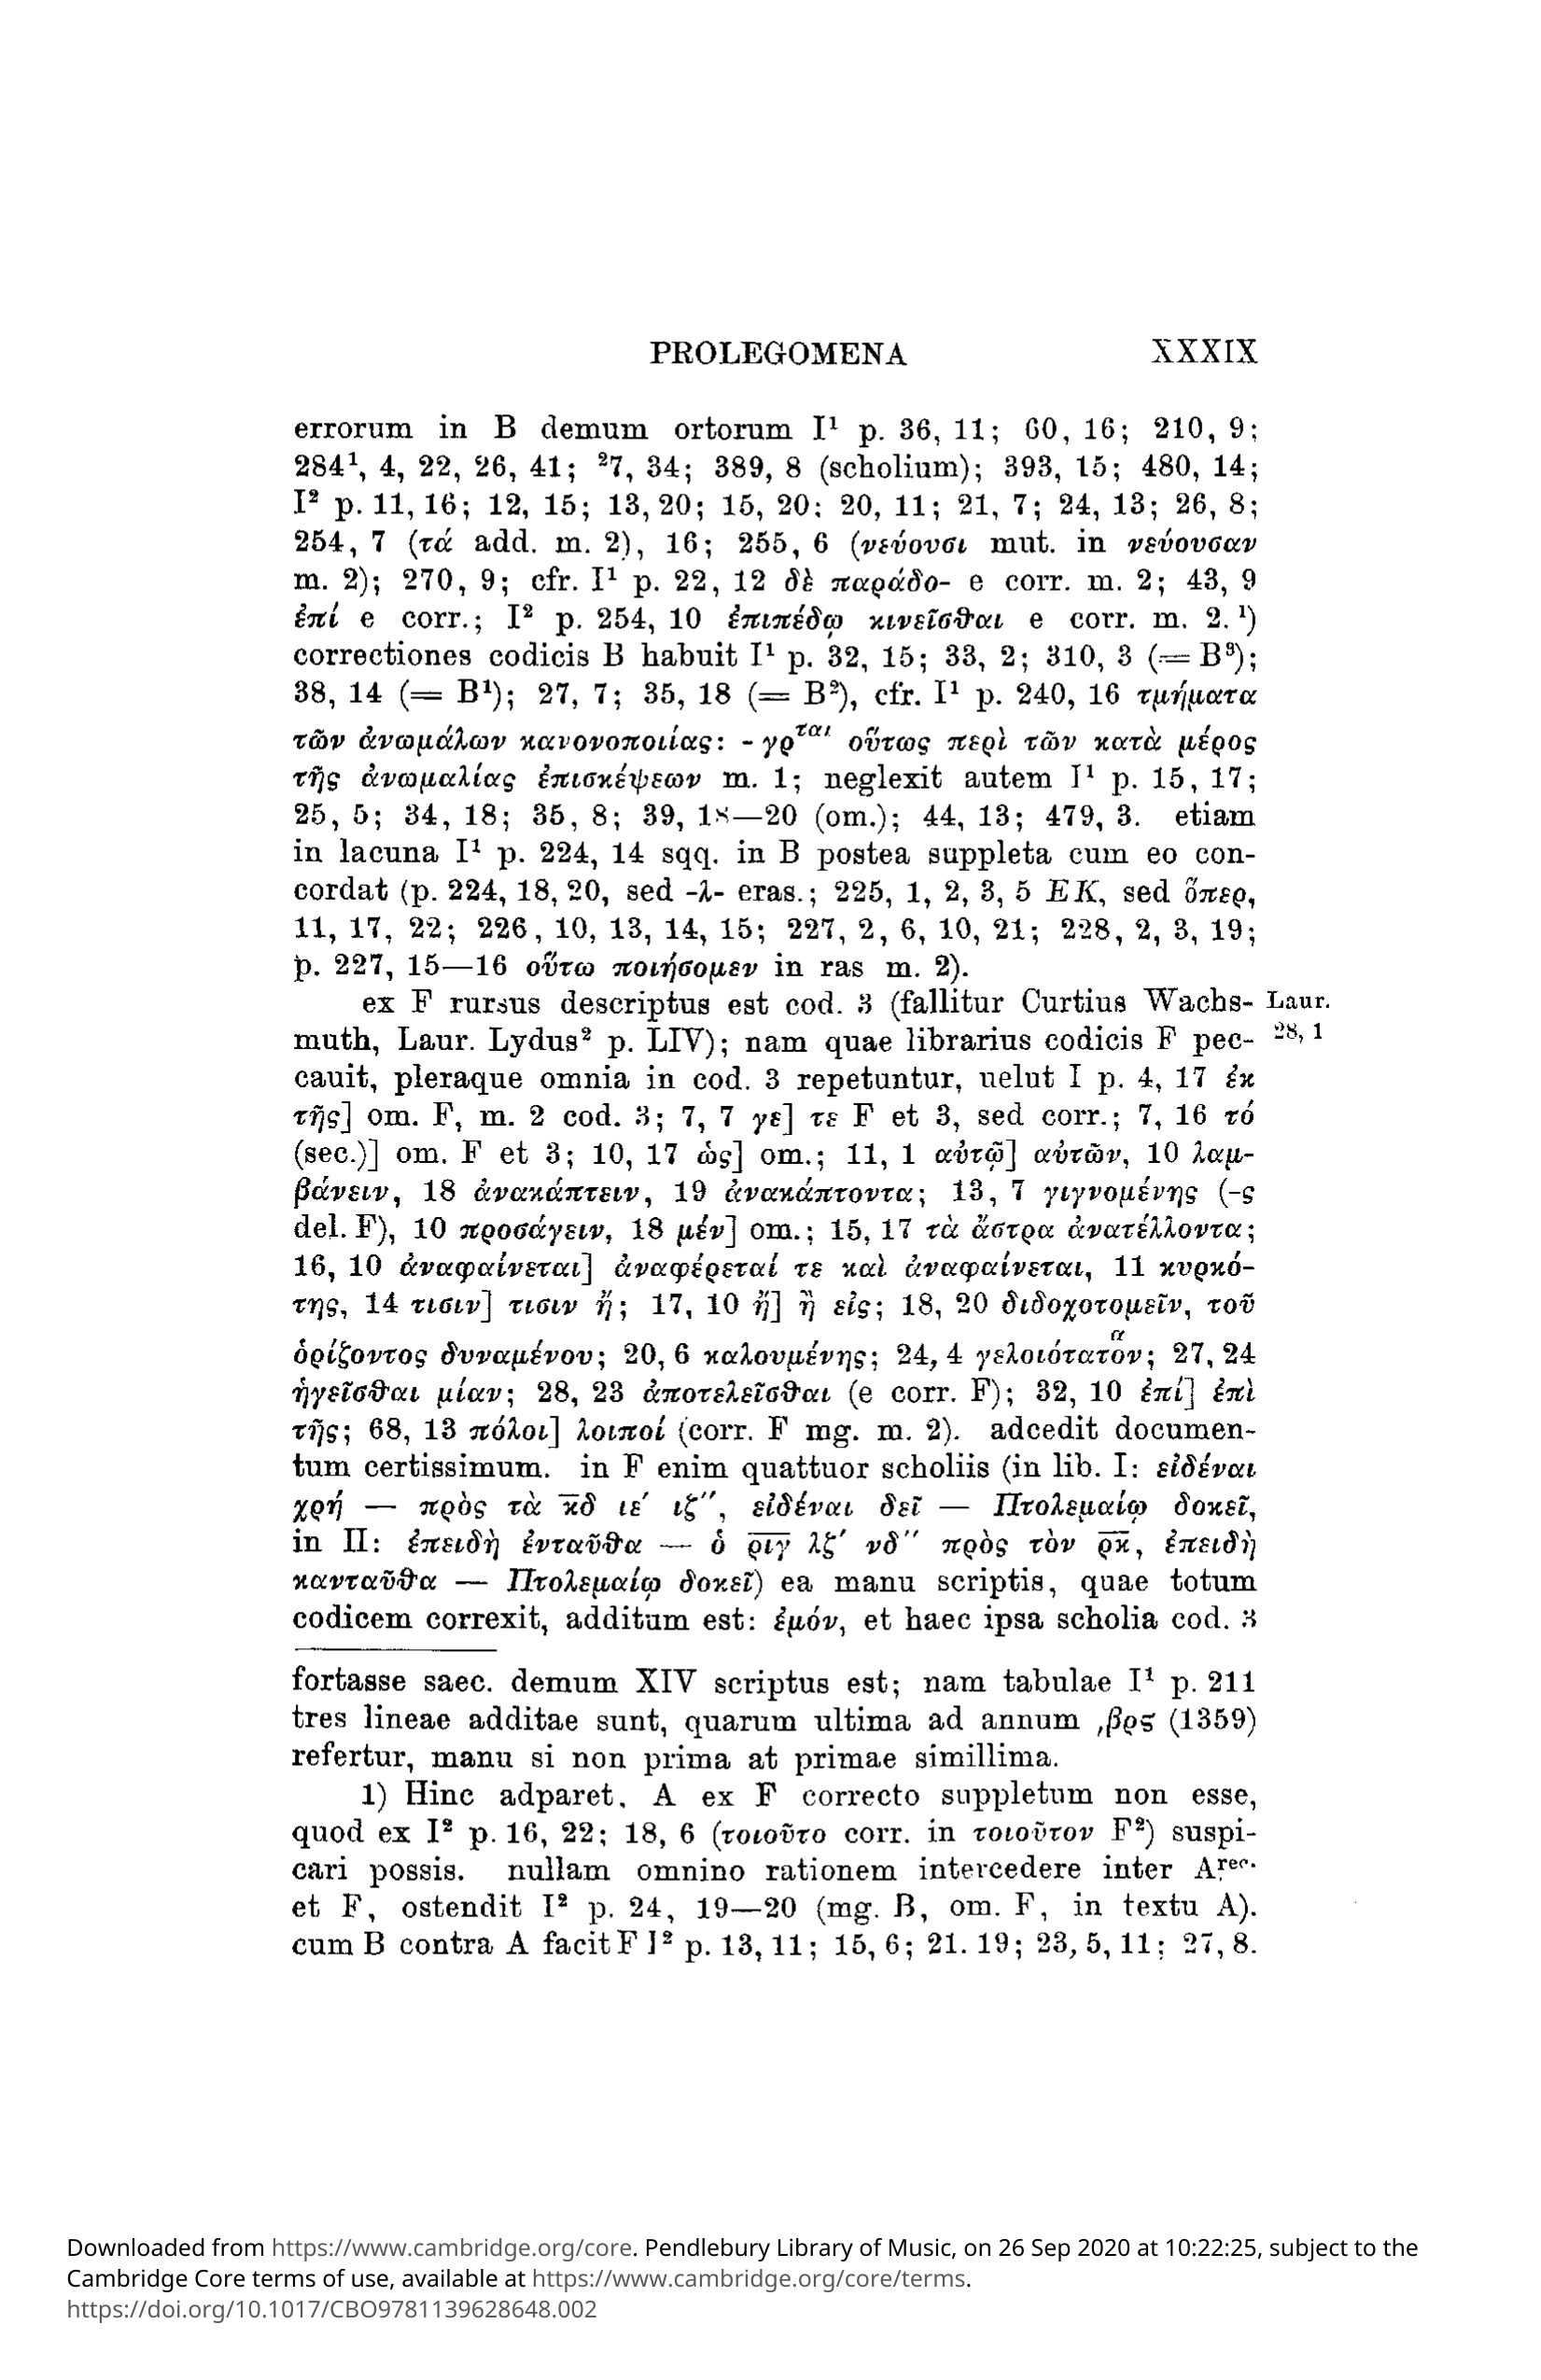 PROLEGOMENA XXXIX
errorum in B demum ortorum I¹ p. 36, 11; 60, 16; 210, 9;
284¹, 4, 22, 26, 41; ²7, 34; 389, 8 (scholium); 393, 15; 480, 14;
I² p. 11, 16; 12, 15; 13, 20; 15, 20; 20, 11; 21, 7; 24, 13; 26, 8;
254, 7 (τά add. m. 2), 16; 255, 6 (νεύουσι mut. in νεύουσαν
m. 2); 270, 9; cfr. I¹ p. 22, 12 δὲ παράδο- e corr. m. 2; 43, 9
ἐπί e corr.; I² p. 254, 10 ἐπιπέδῳ κινεῖσθαι e corr. m. 2.¹)
correctiones codicis B habuit I¹ p. 32, 15; 33, 2; 310, 3 (= B³);
38, 14 (= B¹); 27, 7; 35, 18 (= B²), cfr. I¹ p. 240, 16 τμήματα
τῶν ἀνωμάλων κανονοποιίας: - γρ^ται οὕτως περὶ τῶν κατὰ μέρος
τῆς ἀνωμαλίας ἐπισκέψεων m. 1; neglexit autem I¹ p. 15, 17;
25, 5; 34, 18; 35, 8; 39, 18—20 (om.); 44, 13; 479, 3. etiam
in lacuna I¹ p. 224, 14 sqq. in B postea suppleta cum eo con-
cordat (p. 224, 18, 20, sed -λ- eras.; 225, 1, 2, 3, 5 EK, sed ὅπερ,
11, 17, 22; 226, 10, 13, 14, 15; 227, 2, 6, 10, 21; 228, 2, 3, 19;
p. 227, 15—16 οὕτω ποιήσομεν in ras m. 2).
ex F rursus descriptus est cod. 3 (fallitur Curtius Wachs- Laur.
muth, Laur. Lydus² p. LIV); nam quae librarius codicis F pec- 28, 1
cauit, pleraque omnia in cod. 3 repetuntur, uelut I p. 4, 17 ἐκ
τῆς] om. F, m. 2 cod. 3; 7, 7 γε] τε F et 3, sed corr.; 7, 16 τό
(sec.)] om. F et 3; 10, 17 ὡς] om.; 11, 1 αὐτῷ] αὐτῶν, 10 λαμ-
βάνειν, 18 ἀνακάπτειν, 19 ἀνακάπτοντα; 13, 7 γιγνομένης (-ς
del. F), 10 προσάγειν, 18 μέν] om.; 15, 17 τὰ ἄστρα ἀνατέλλοντα;
16, 10 ἀναφαίνεται] ἀναφέρεταί τε καὶ ἀναφαίνεται, 11 κυρκό-
της, 14 τισιν] τισιν ἤ; 17, 10 ἤ] ἢ εἰς; 18, 20 διδοχοτομεῖν, τοῦ
ὁρίζοντος δυναμένου; 20, 6 καλουμένης; 24, 4 γελοιότατο͂ν^α; 27, 24
ἡγεῖσθαι μίαν; 28, 23 ἀποτελεῖσθαι (e corr. F); 32, 10 ἐπί] ἐπὶ
τῆς; 68, 13 πόλοι] λοιποί (corr. F mg. m. 2). adcedit documen-
tum certissimum. in F enim quattuor scholiis (in lib. I: εἰδέναι
χρή — πρὸς τὰ κ̅δ ιε′ ιζ″, εἰδέναι δεῖ — Πτολεμαίῳ δοκεῖ,
in II: ἐπειδὴ ἐνταῦθα — ὁ ρ̅ι̅γ̅ λζ′ νδ″ πρὸς τὸν ρ̅κ̅, ἐπειδὴ
κανταῦθα — Πτολεμαίῳ δοκεῖ) ea manu scriptis, quae totum
codicem correxit, additum est: ἐμόν, et haec ipsa scholia cod. 3
fortasse saec. demum XIV scriptus est; nam tabulae I¹ p. 211
tres lineae additae sunt, quarum ultima ad annum ͵βρϛ (1359)
refertur, manu si non prima at primae simillima.
1) Hinc adparet, A ex F correcto suppletum non esse,
quod ex I² p. 16, 22; 18, 6 (τοιοῦτο corr. in τοιοῦτον F²) suspi-
cari possis. nullam omnino rationem intercedere inter A^rec.
et F, ostendit I² p. 24, 19—20 (mg. B, om. F, in textu A).
cum B contra A facit F I² p. 13, 11; 15, 6; 21. 19; 23, 5, 11; 27, 8.
Downloaded from https://www.cambridge.org/core. Pendlebury Library of Music, on 26 Sep 2020 at 10:22:25, subject to the
Cambridge Core terms of use, available at https://www.cambridge.org/core/terms.
https://doi.org/10.1017/CBO9781139628648.002